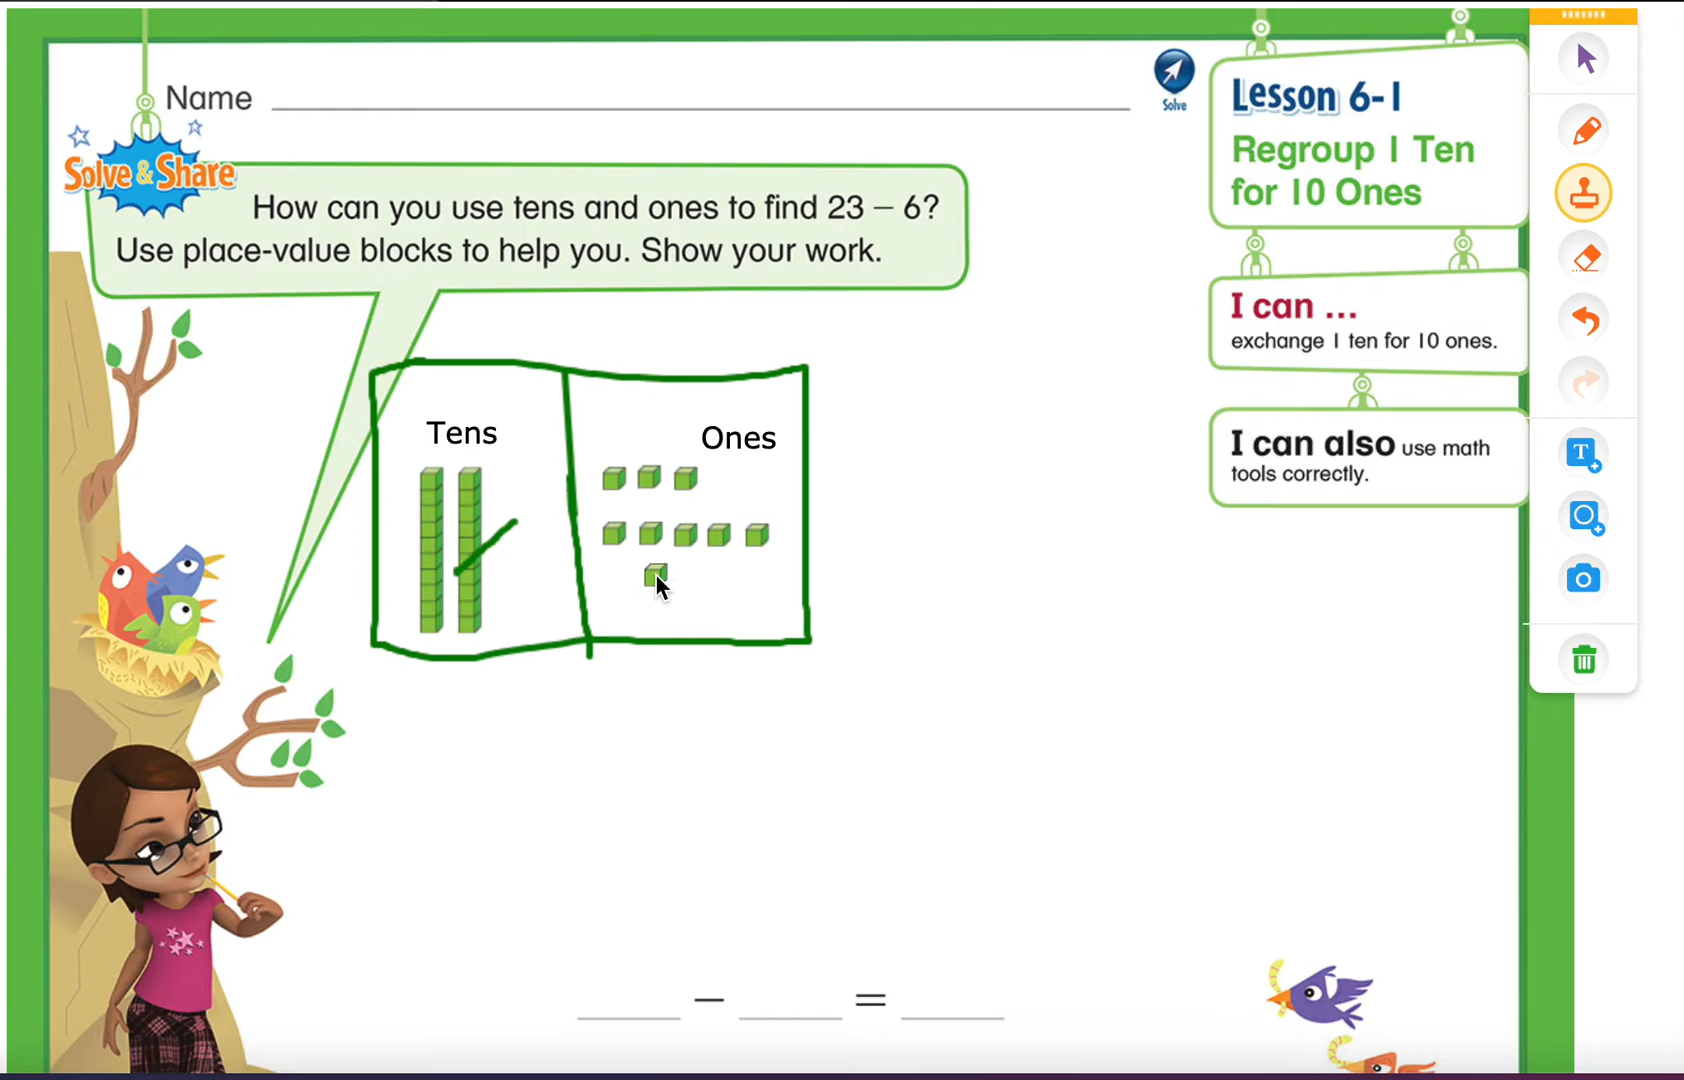 Name
Solve
Lesson 6-1
Regroup 1 Ten
for 10 Ones
Solve & Share
How can you use tens and ones to find 23 − 6?
Use place-value blocks to help you. Show your work.
I can ...
exchange 1 ten for 10 ones.
I can also use math
tools correctly.
Tens
Ones
− =
T